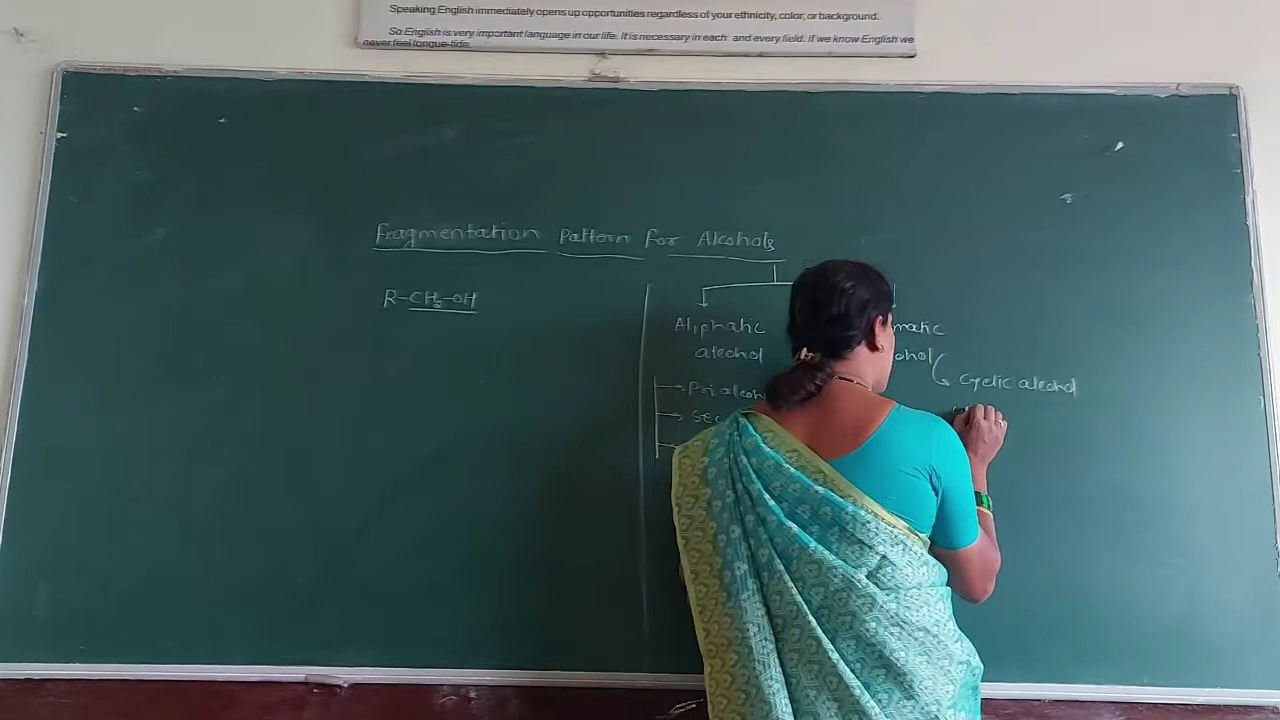 Speaking English immediately opens up opportunities regardless of your ethnicity, color, or background.
So English is very important language in our life. It is necessary in each and every field. If we know English we
never feel tongue-tide.
Fragmentation Pattern for Alcohols
R-CH₂-OH
Aliphatic
alcohol
matic
ohol
Cyclic alcohol
Pri alcoh
Sec